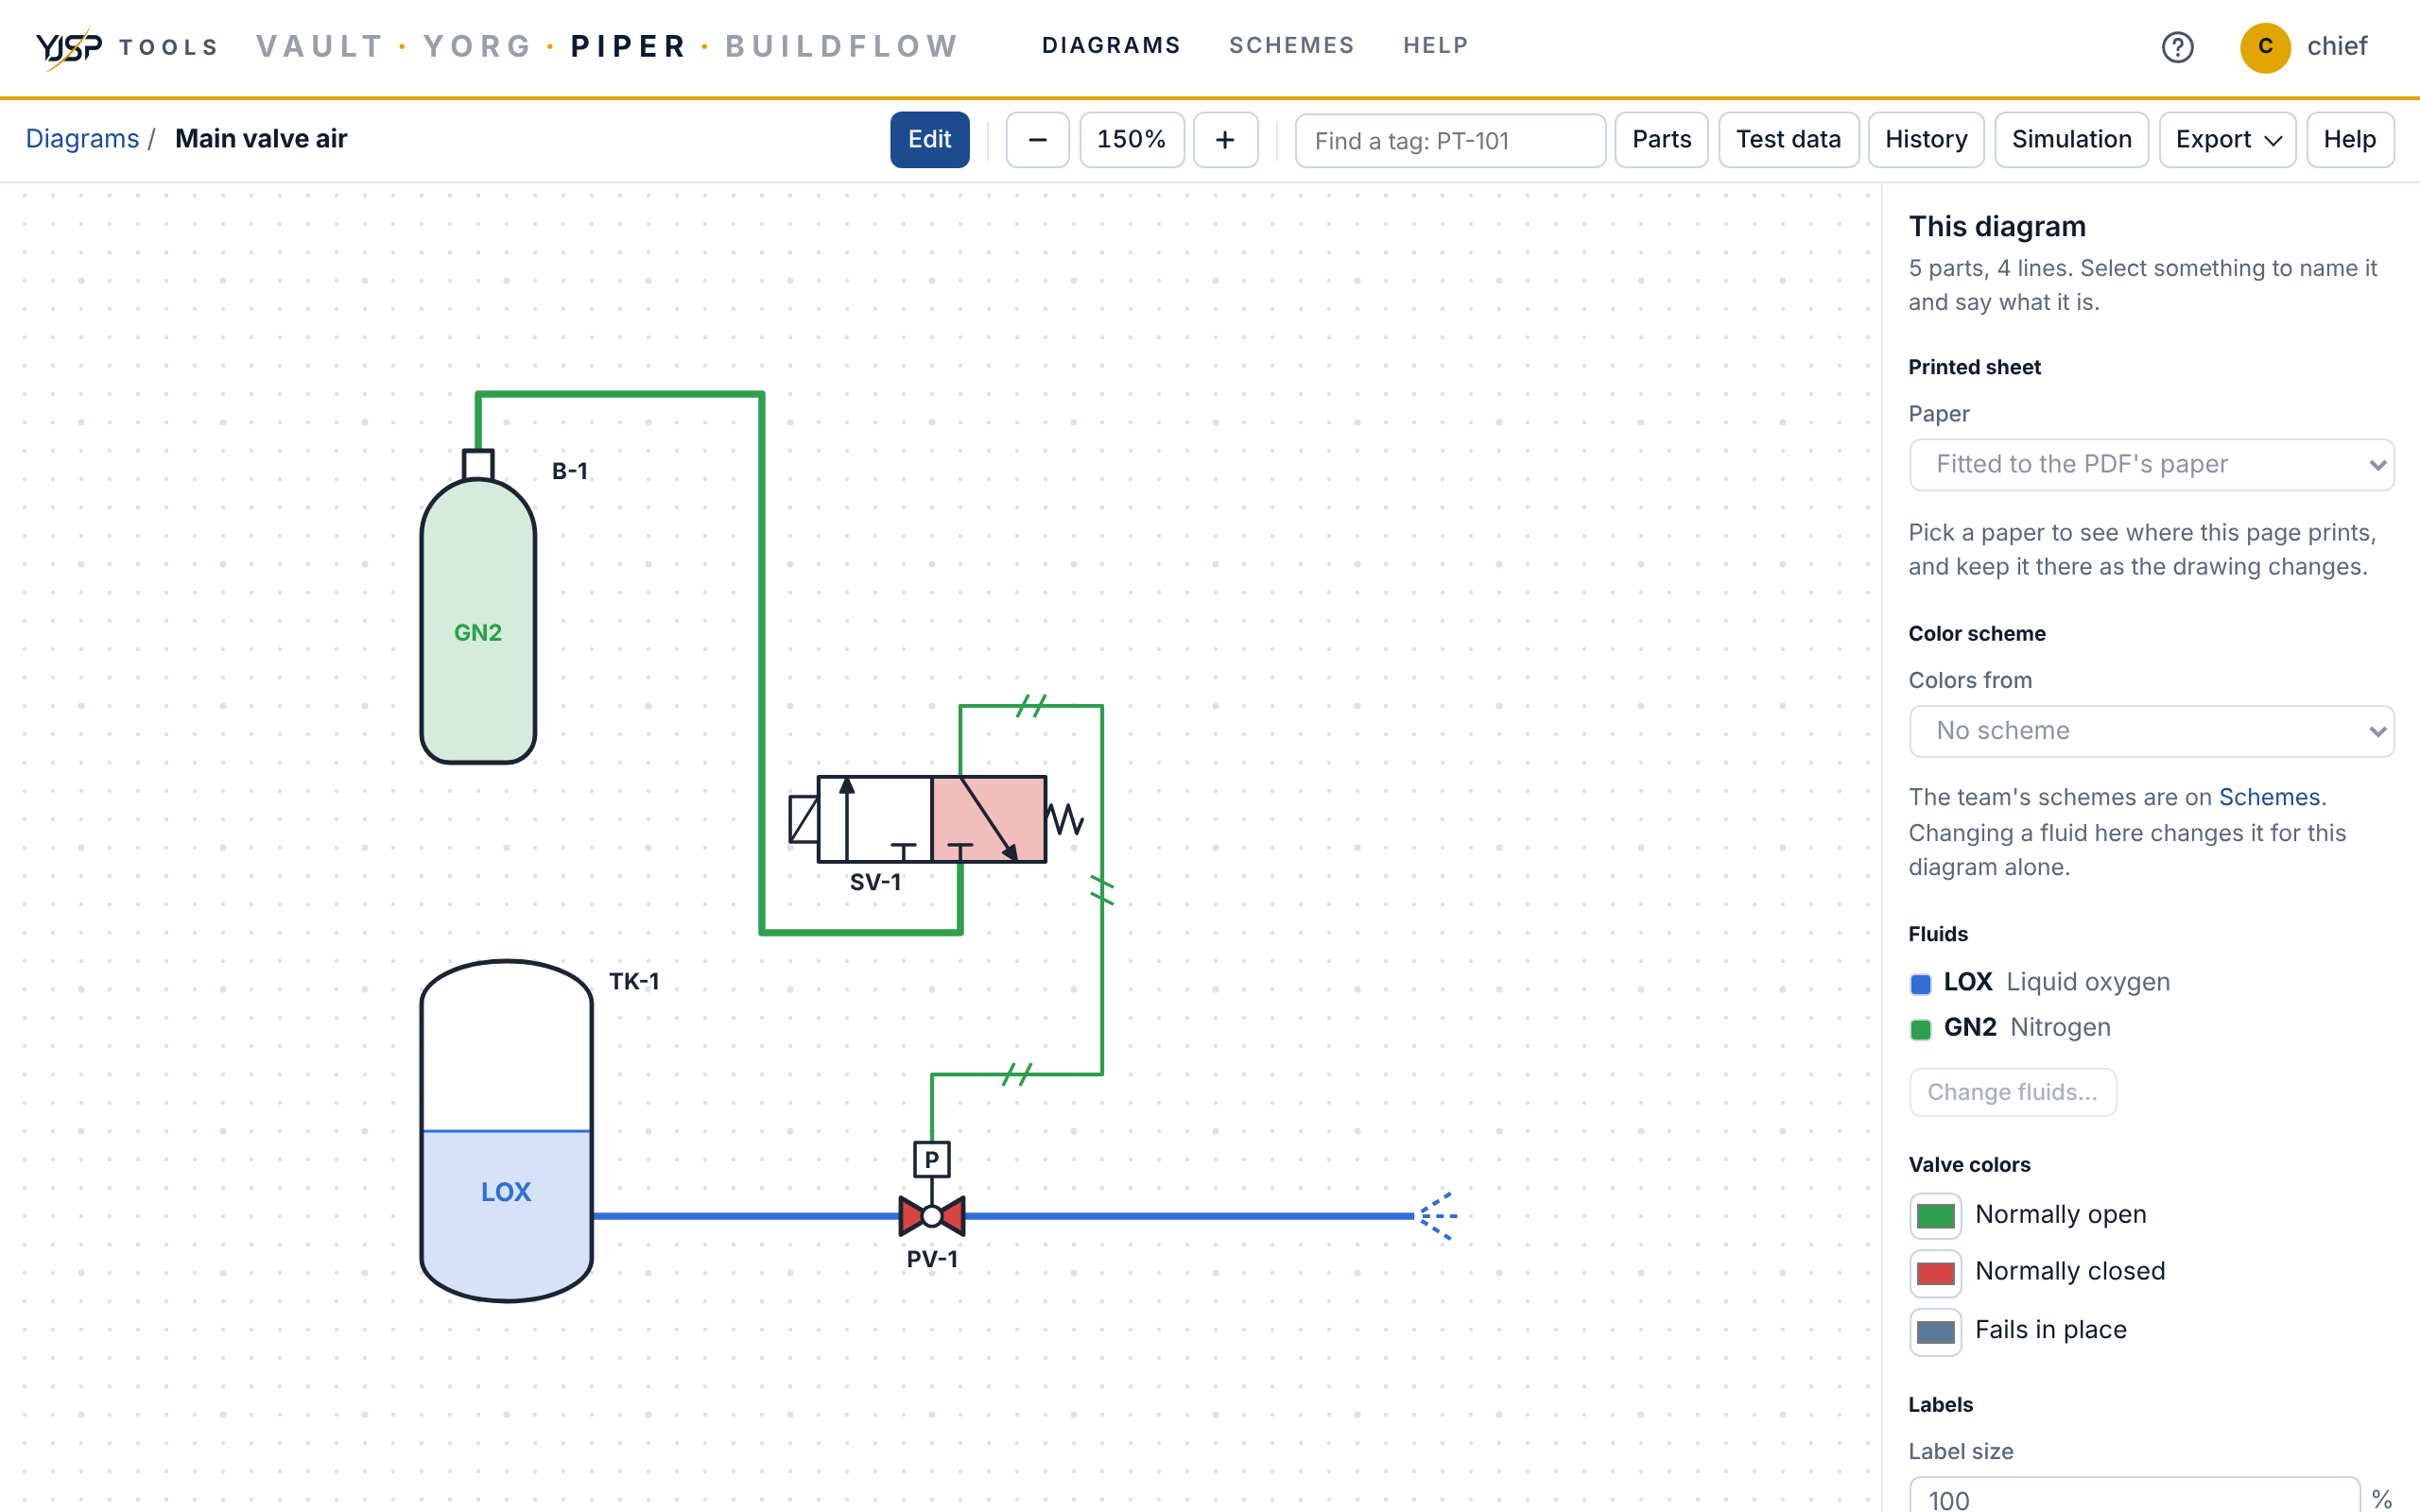 YJSP TOOLS VAULT · YORG · PIPER · BUILDFLOW DIAGRAMS SCHEMES HELP ? C chief
Diagrams / Main valve air Edit − 150% + Find a tag: PT-101 Parts Test data History Simulation Export Help
B-1
GN2
SV-1
TK-1
LOX
P
PV-1
This diagram
5 parts, 4 lines. Select something to name it
and say what it is.
Printed sheet
Paper
Fitted to the PDF's paper
Pick a paper to see where this page prints,
and keep it there as the drawing changes.
Color scheme
Colors from
No scheme
The team's schemes are on Schemes.
Changing a fluid here changes it for this
diagram alone.
Fluids
LOX Liquid oxygen
GN2 Nitrogen
Change fluids...
Valve colors
Normally open
Normally closed
Fails in place
Labels
Label size
100 %